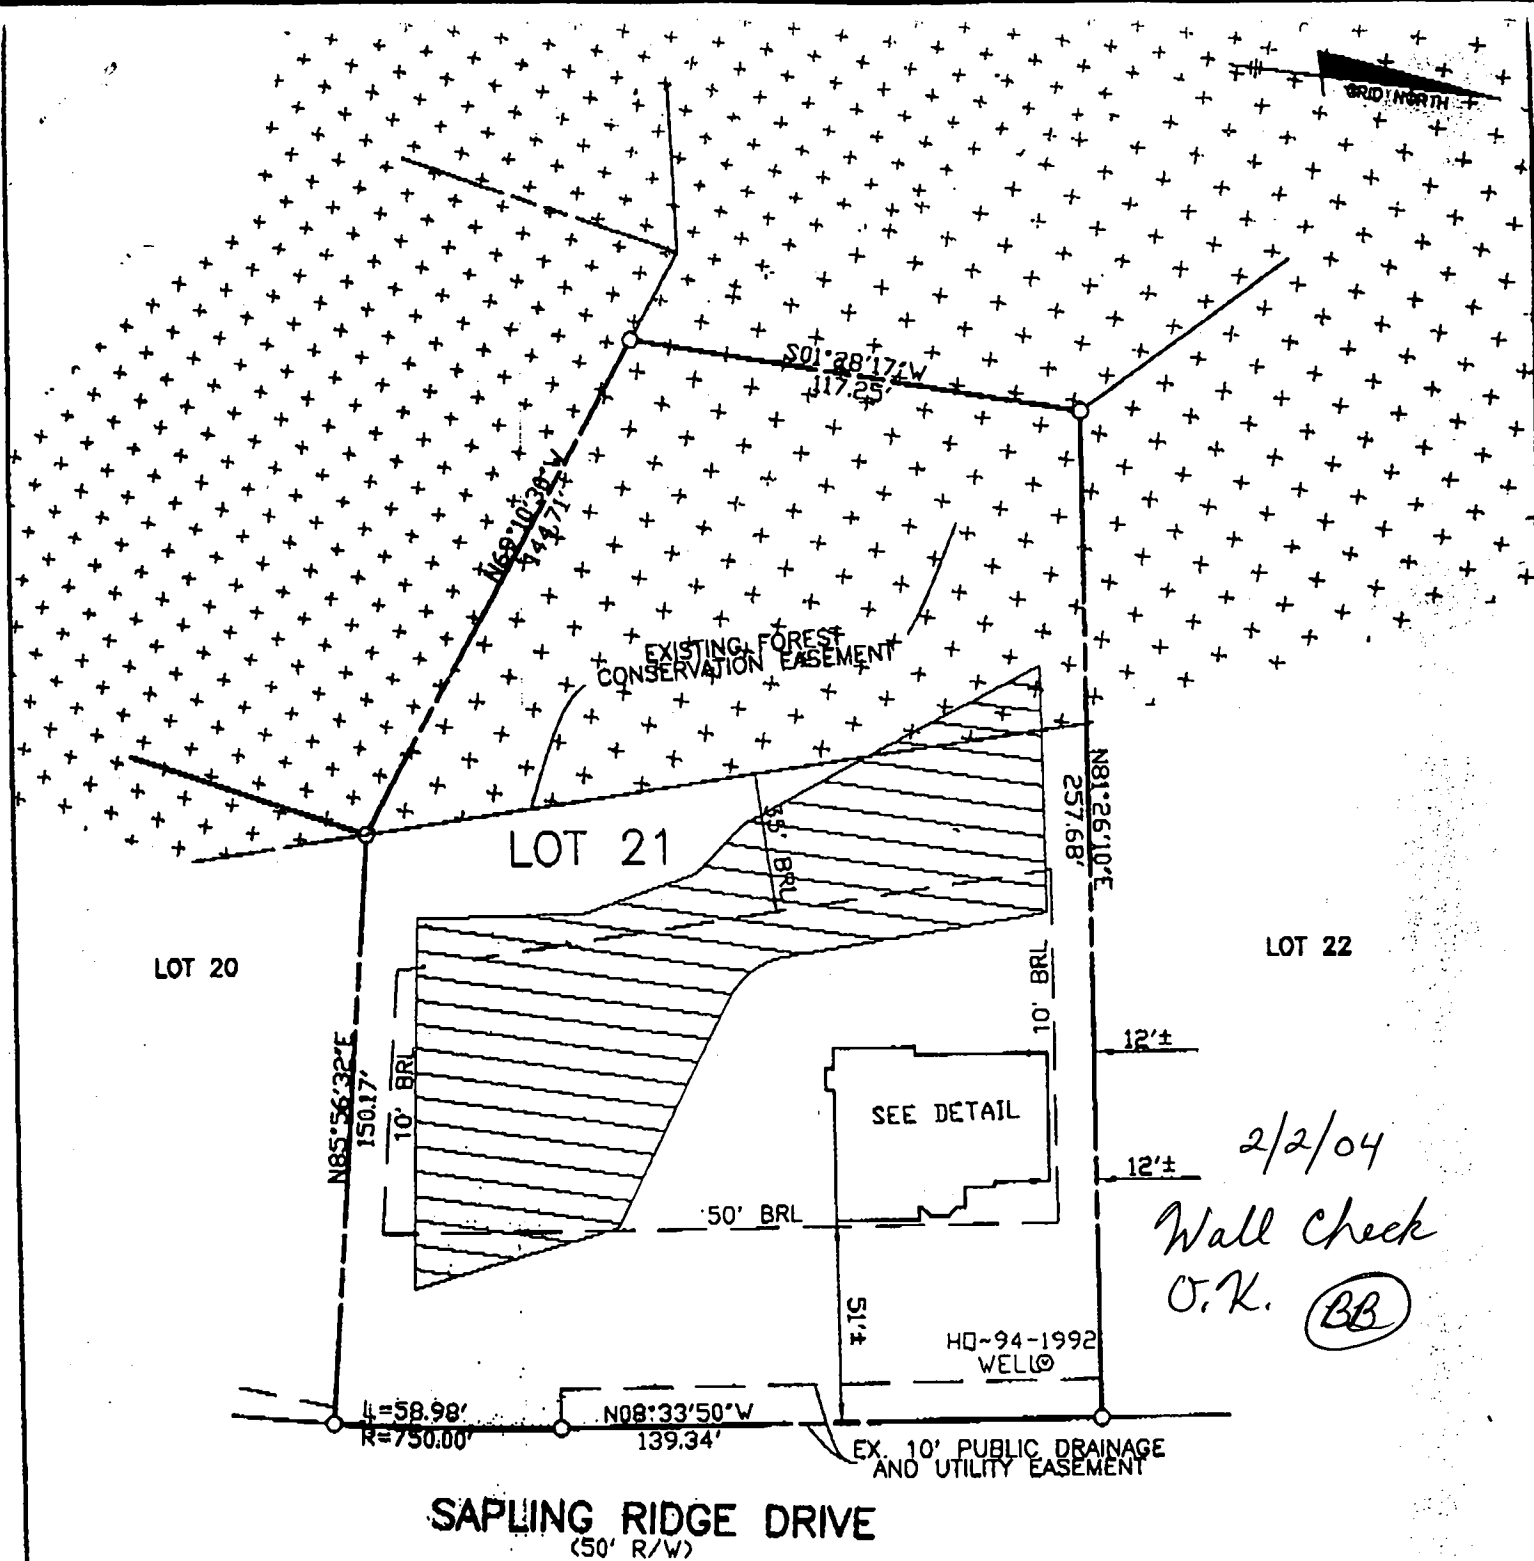 GRID NORTH
S01°28'17"W
117.25'
N69°10'30"W
144.71'
EXISTING FOREST
CONSERVATION EASEMENT
N81°26'10"E
257.68'
LOT 21
35' BRL
LOT 20
LOT 22
10' BRL
N85°56'32"E
150.17'
10' BRL
12'±
SEE DETAIL
12'±
2/2/04
Wall Check
O.K. BB
50' BRL
51'±
HO~94-1992
WELL
L=58.98'
R=750.00'
N08°33'50"W
139.34'
EX. 10' PUBLIC DRAINAGE
AND UTILITY EASEMENT
SAPLING RIDGE DRIVE
(50' R/W)